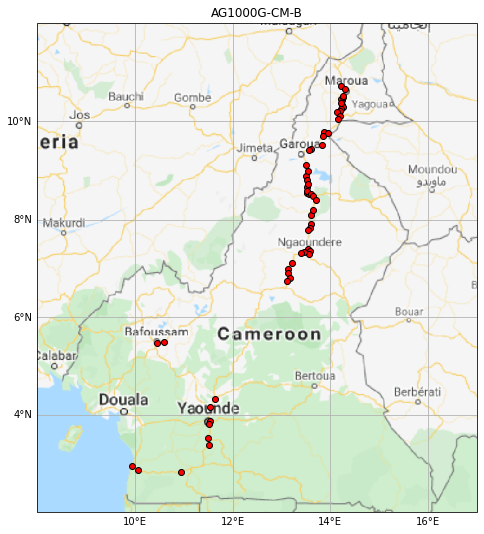 AG1000G-CM-B
Maroua
Bauchi
Gombe
Yagoua
Jos
10°N
eria
Jimeta
Garoua
Moundou
موندو
8°N
Makurdi
Ngaoundere
Bouar
6°N
Bafoussam
Cameroon
Calabar
Bertoua
Berbérati
Douala
Yaounde
4°N
10°E
12°E
14°E
16°E